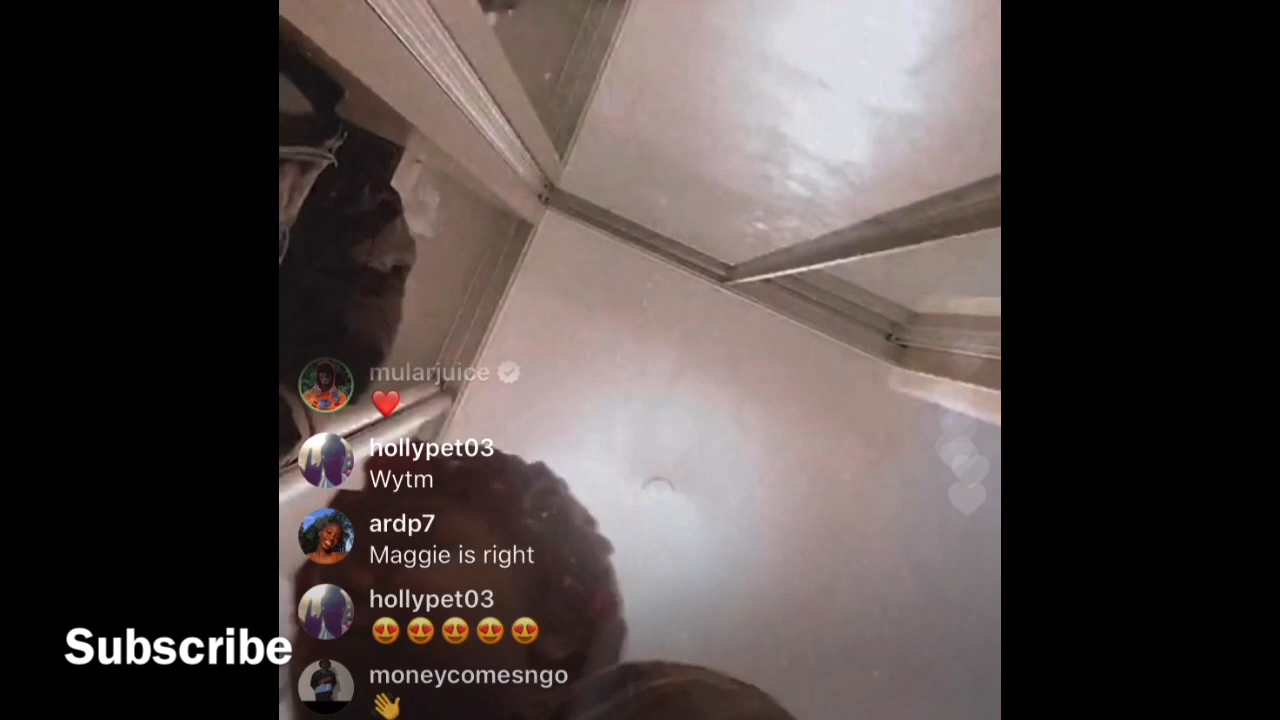 mularjuice
❤️
hollypet03
Wytm
ardp7
Maggie is right
hollypet03
😍😍😍😍😍
Subscribe
moneycomesngo
👋